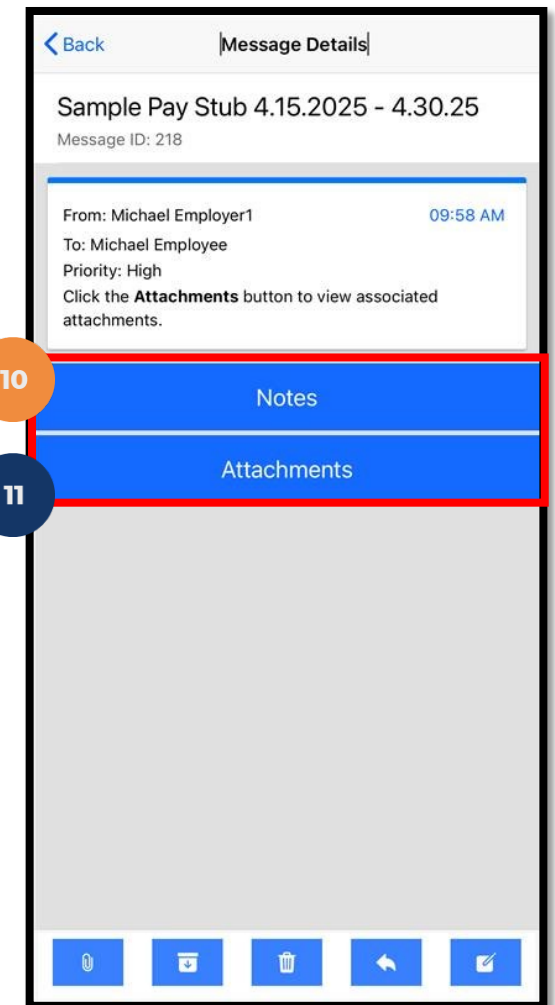 Back
Message Details
Sample Pay Stub 4.15.2025 - 4.30.25
Message ID: 218
From: Michael Employer1 09:58 AM
To: Michael Employee
Priority: High
Click the Attachments button to view associated
attachments.
10
Notes
11
Attachments